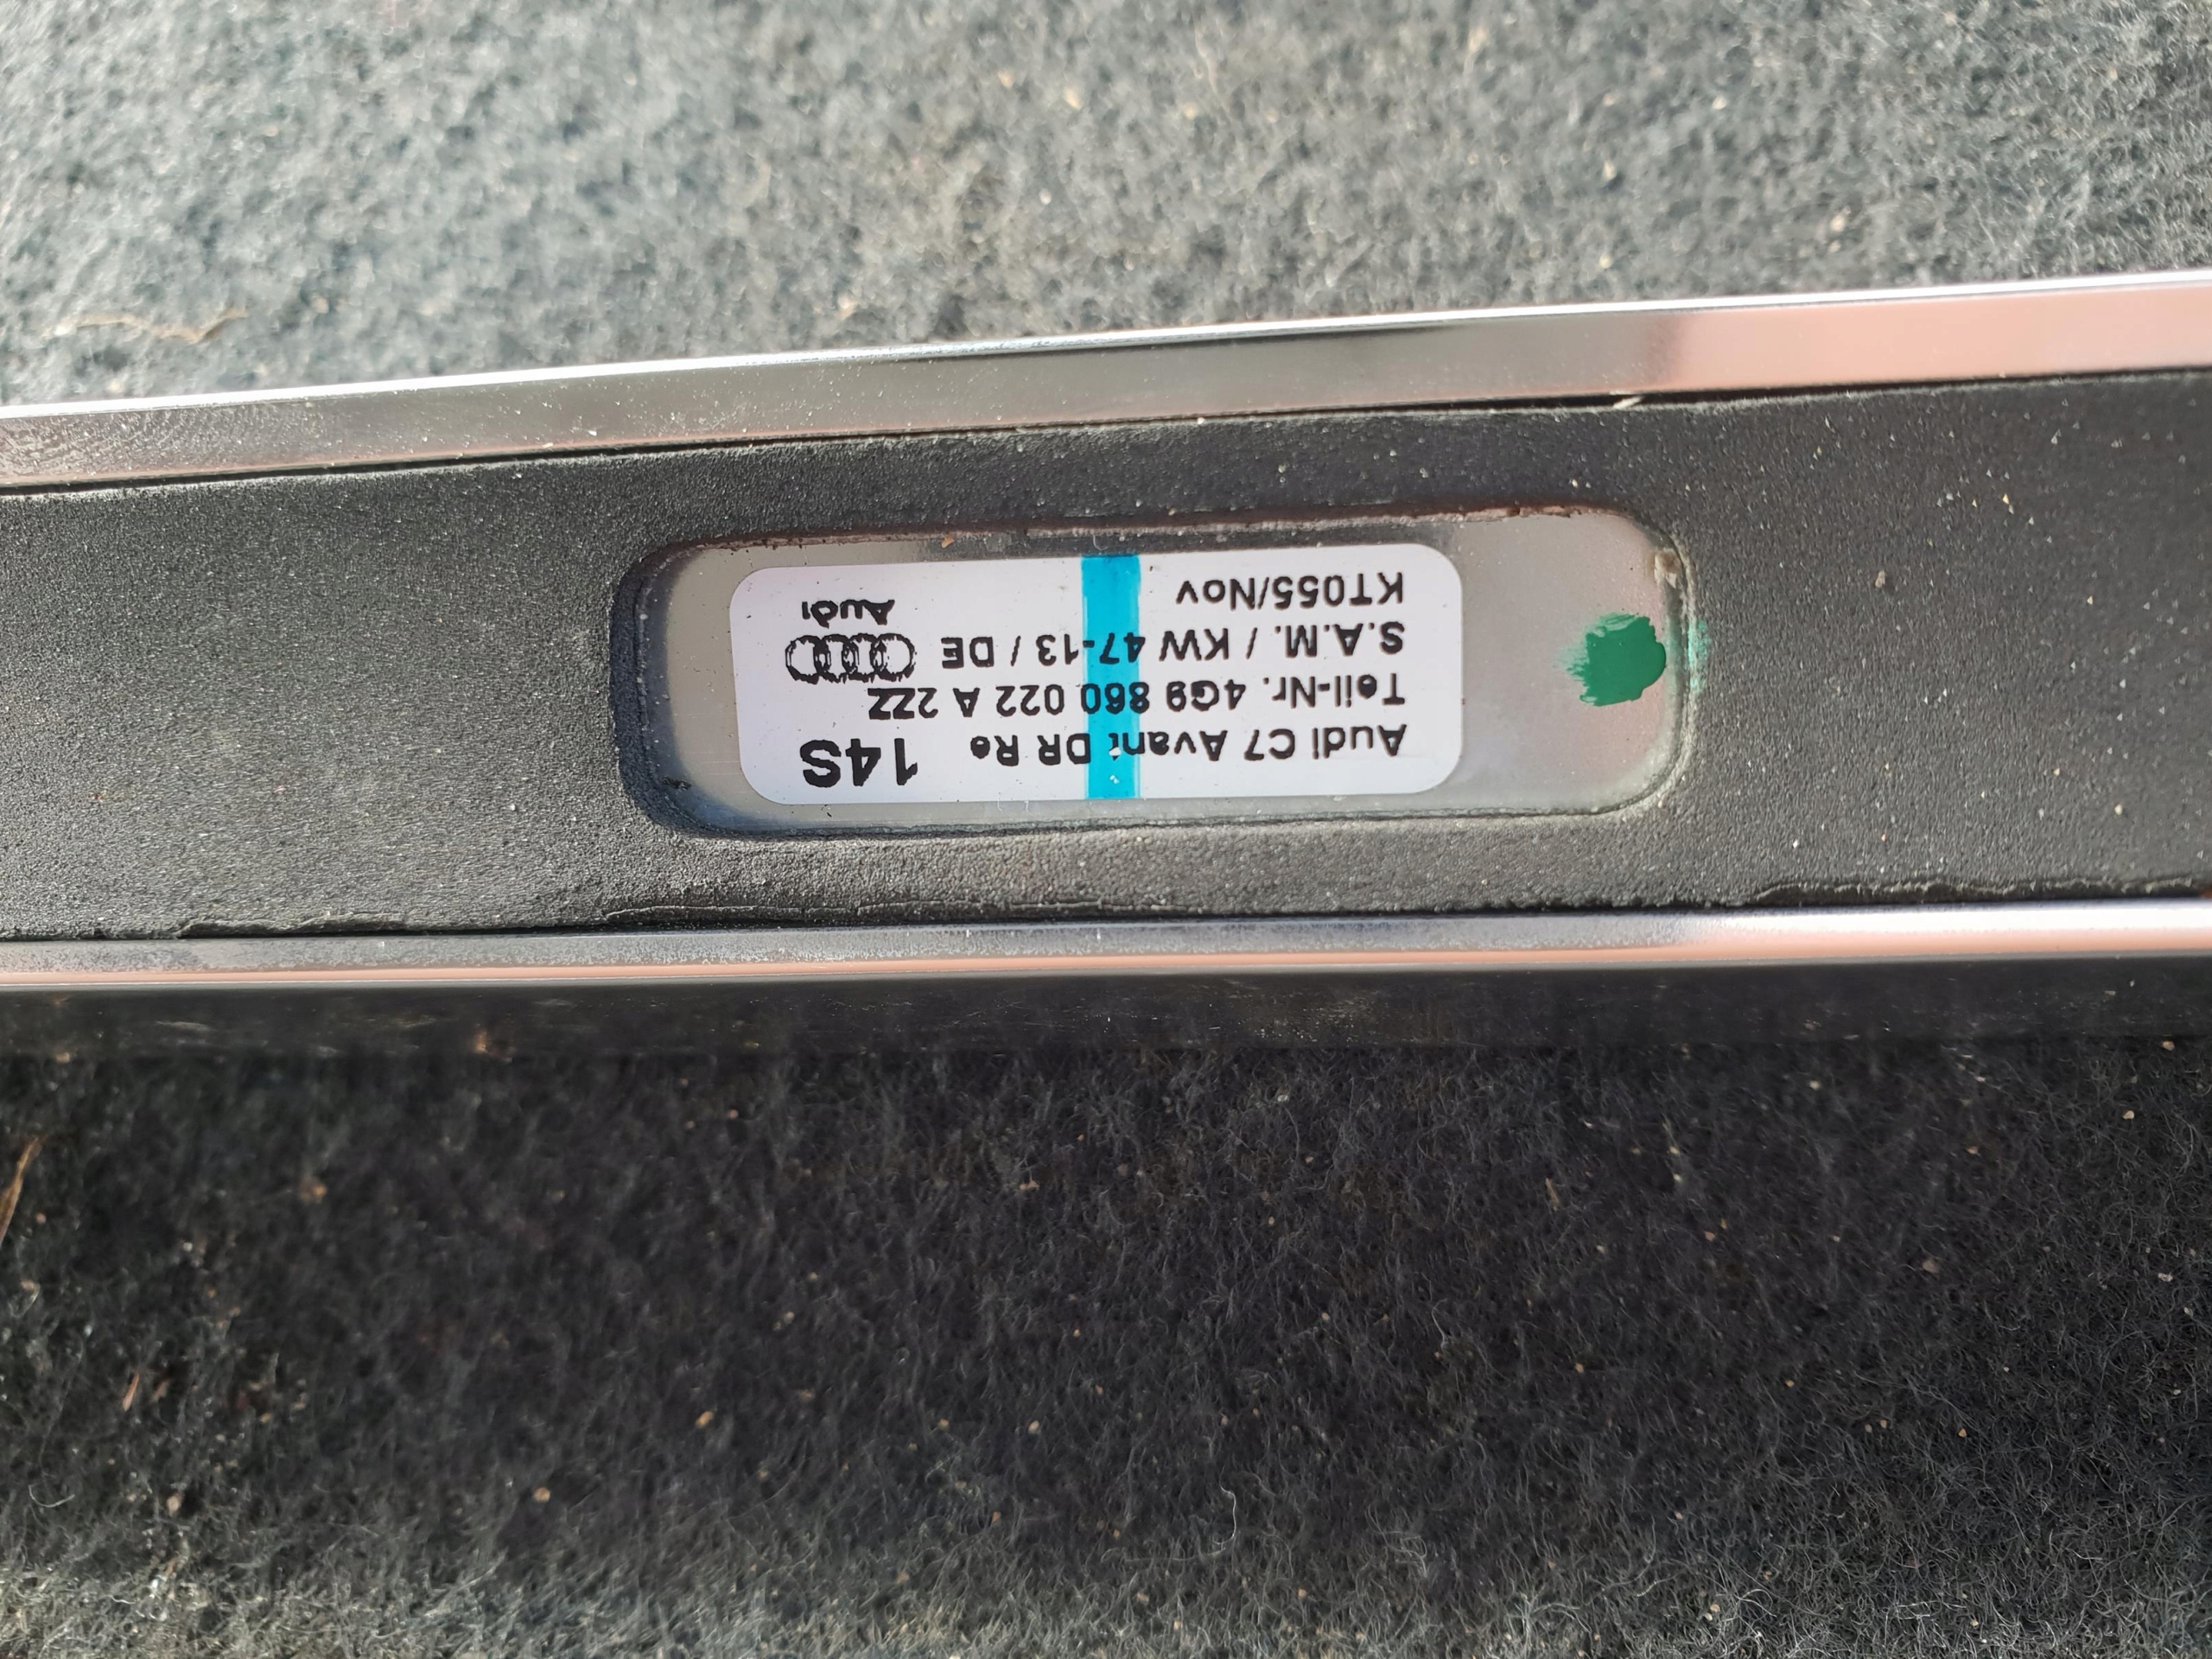 Audi C7 Avant DR Re 14S
Teil-Nr. 4G9 860 022 A 2ZZ
S.A.M. / KW 47-13 / DE
KT055/Nov
Audi